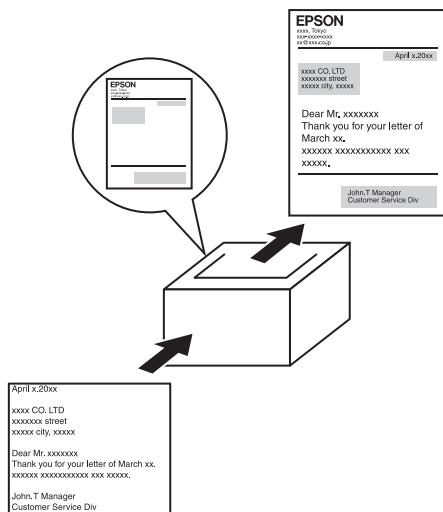 EPSON
xxxx, Tokyo
xxx-xxxx-xxxx
xx@xxx.co.jp
April x.20xx
xxxx CO. LTD
xxxxxxx street
xxxxx city, xxxxx
Dear Mr. xxxxxxx
Thank you for your letter of
March xx.
xxxxxx xxxxxxxxxxx xxx
xxxxx.
John.T Manager
Customer Service Div
EPSON
April x.20xx
xxxx CO. LTD
xxxxxxx street
xxxxx city, xxxxx
Dear Mr. xxxxxxx
Thank you for your letter of March xx.
xxxxxx xxxxxxxxxxx xxx xxxxx.
John.T Manager
Customer Service Div